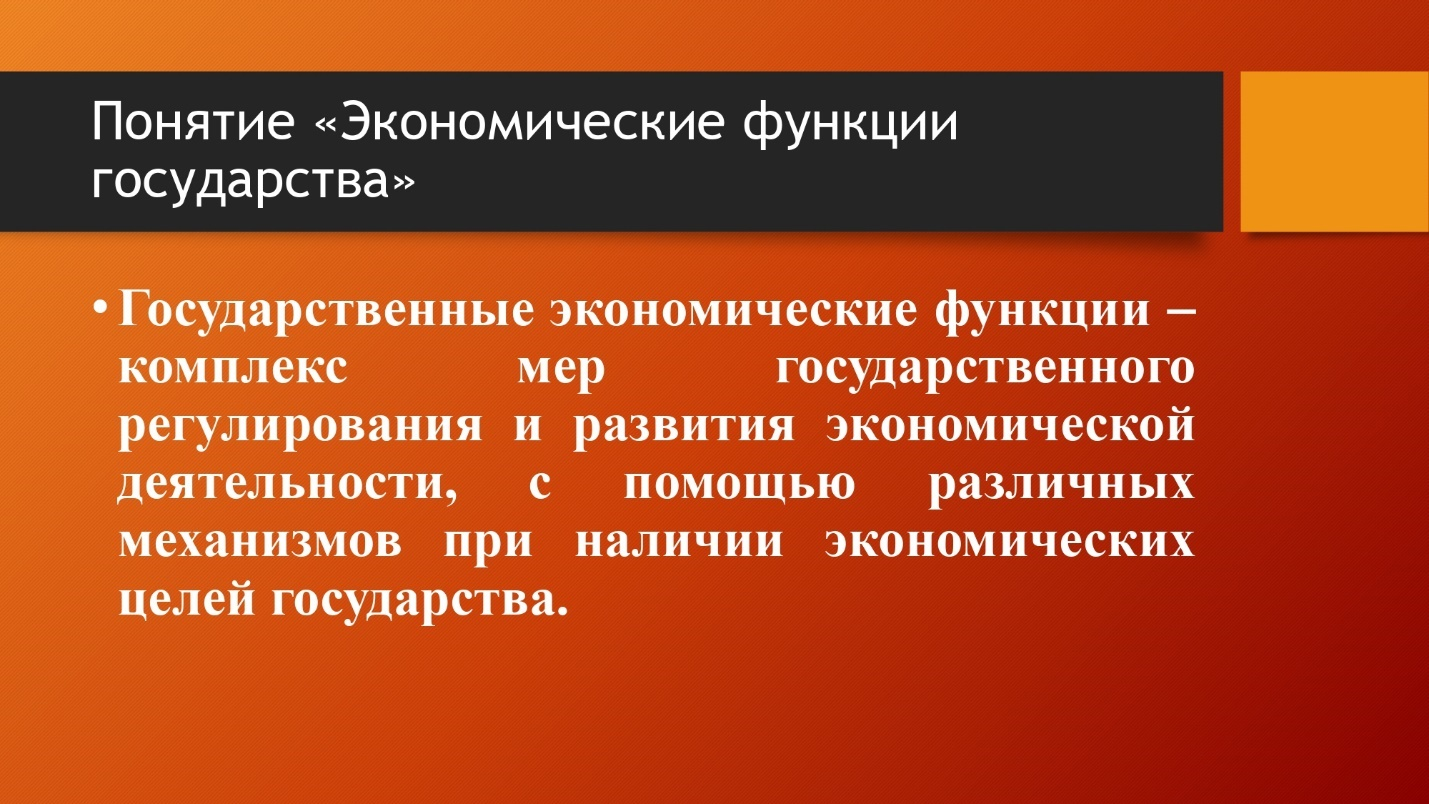 Понятие «Экономические функции
государства»
• Государственные экономические функции –
комплекс мер государственного
регулирования и развития экономической
деятельности, с помощью различных
механизмов при наличии экономических
целей государства.